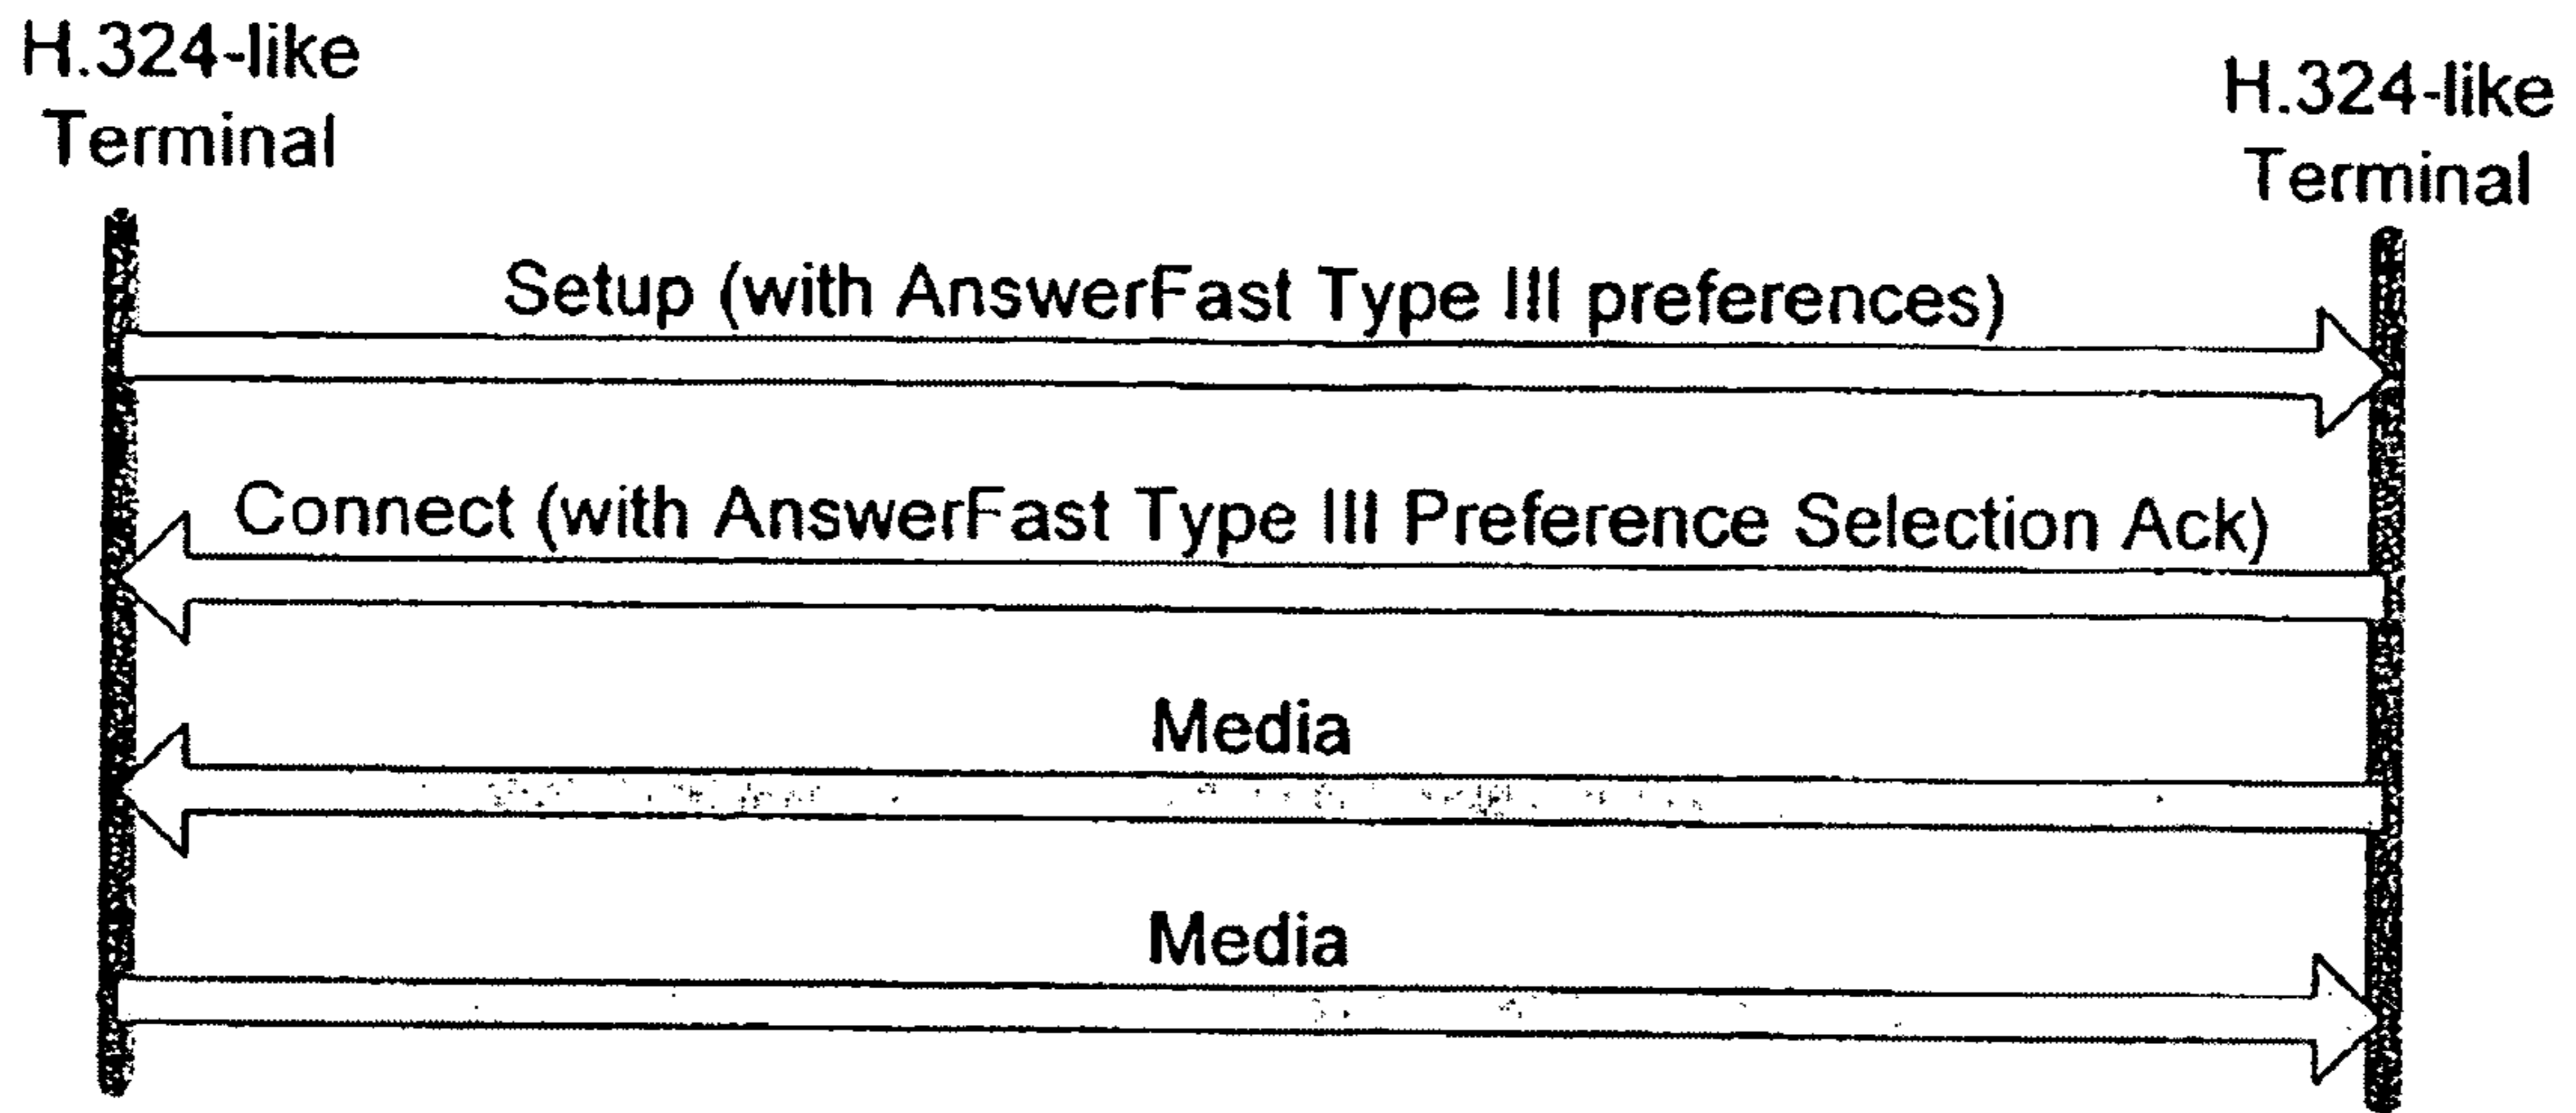 H.324-like
Terminal
H.324-like
Terminal
Setup (with AnswerFast Type III preferences)
Connect (with AnswerFast Type III Preference Selection Ack)
Media
Media